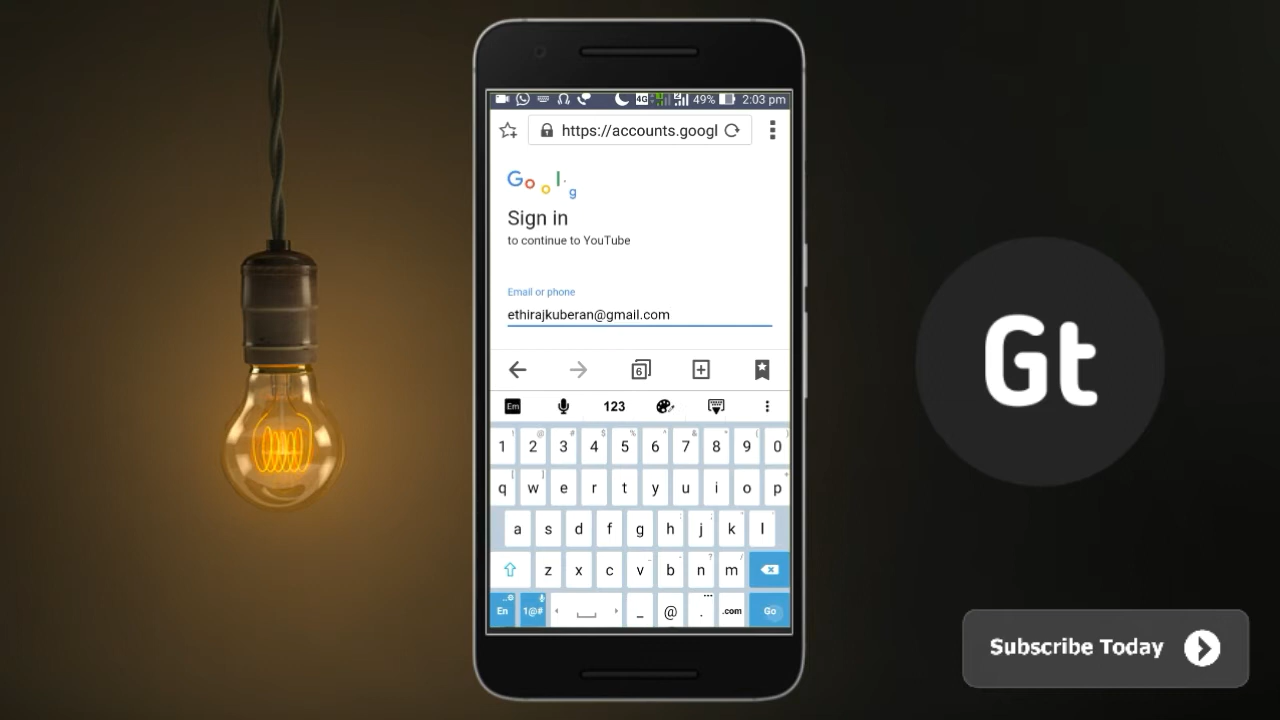 49% 2:03 pm
https://accounts.googl
Googl
Sign in
to continue to YouTube
Email or phone
ethirajkuberan@gmail.com
6
Em 123
1 2 3 4 5 6 7 8 9 0
q w e r t y u i o p
a s d f g h j k l
z x c v b n m
En 1@# _ @ . .com Go
Gt
Subscribe Today